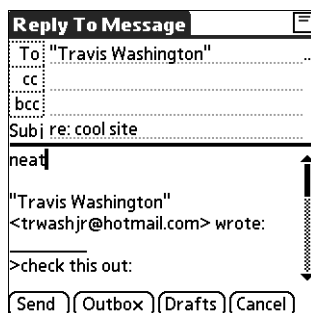 Reply To Message
To "Travis Washington" ..
cc
bcc
Subj re: cool site
neat
"Travis Washington"
<trwashjr@hotmail.com> wrote:
>check this out:
Send Outbox Drafts Cancel